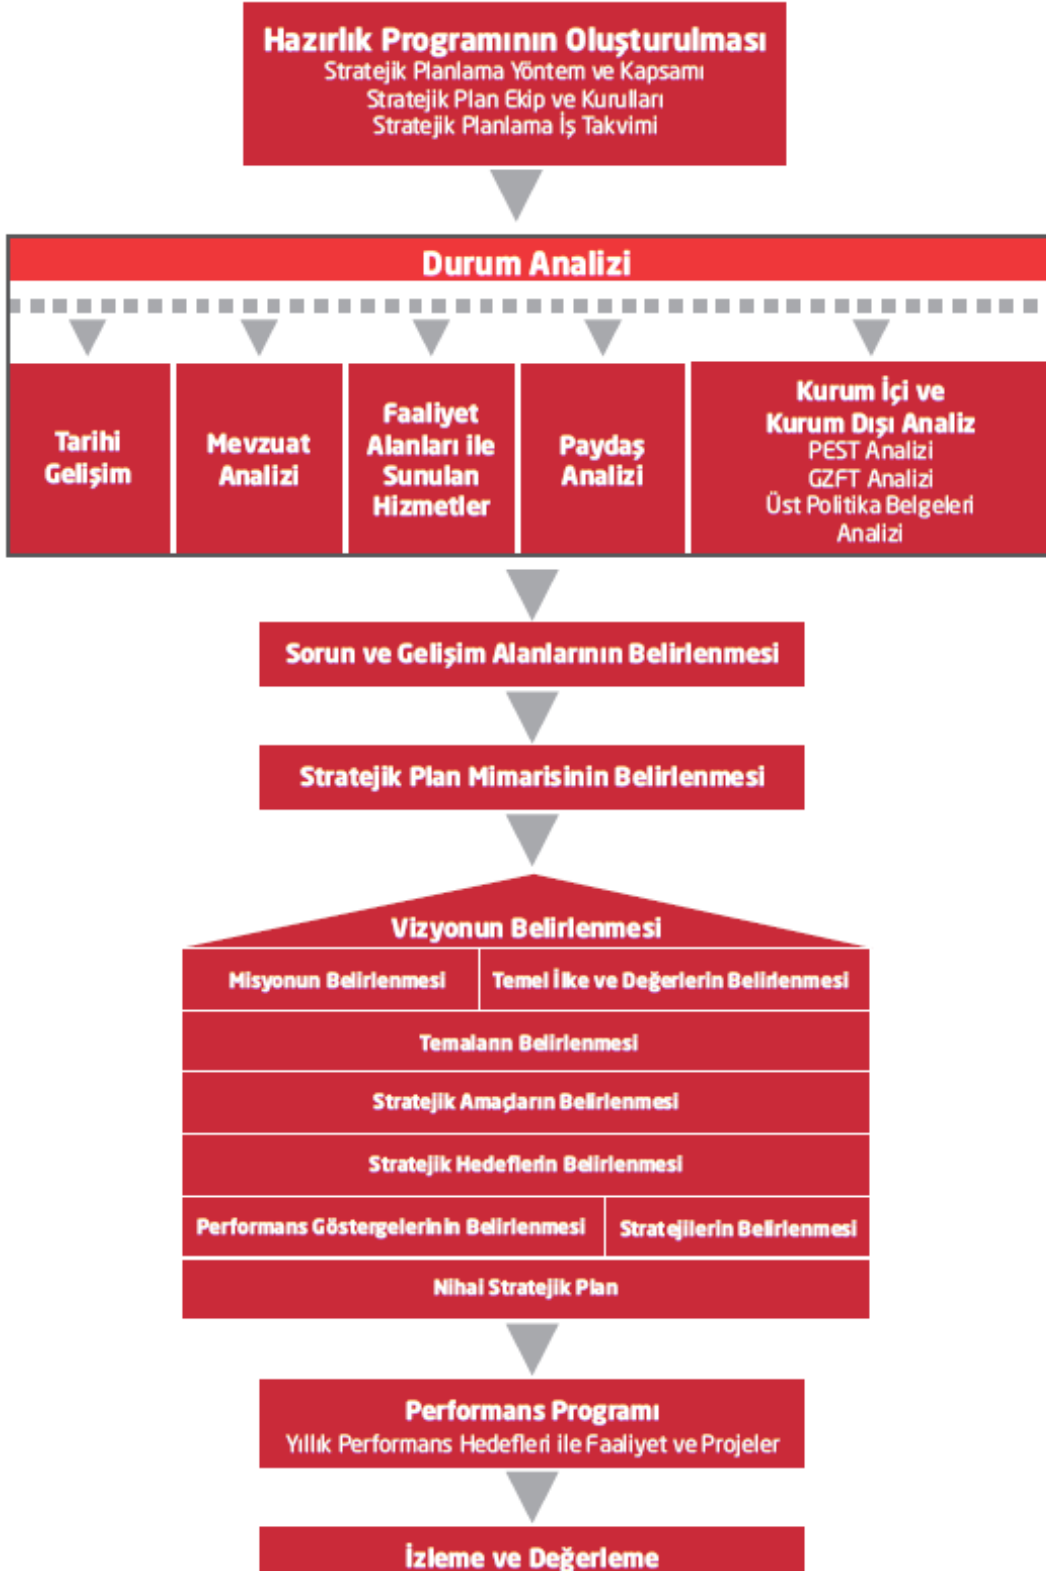 Hazırlık Programının Oluşturulması
Stratejik Planlama Yöntem ve Kapsamı
Stratejik Plan Ekip ve Kurulları
Stratejik Planlama İş Takvimi
Durum Analizi
Tarihi
Gelişim
Mevzuat
Analizi
Faaliyet
Alanları ile
Sunulan
Hizmetler
Paydaş
Analizi
Kurum İçi ve
Kurum Dışı Analiz
PEST Analizi
GZFT Analizi
Üst Politika Belgeleri
Analizi
Sorun ve Gelişim Alanlarının Belirlenmesi
Stratejik Plan Mimarisinin Belirlenmesi
Vizyonun Belirlenmesi
Misyonun Belirlenmesi
Temel İlke ve Değerlerin Belirlenmesi
Temaların Belirlenmesi
Stratejik Amaçların Belirlenmesi
Stratejik Hedeflerin Belirlenmesi
Performans Göstergelerinin Belirlenmesi
Stratejilerin Belirlenmesi
Nihai Stratejik Plan
Performans Programı
Yıllık Performans Hedefleri ile Faaliyet ve Projeler
İzleme ve Değerleme